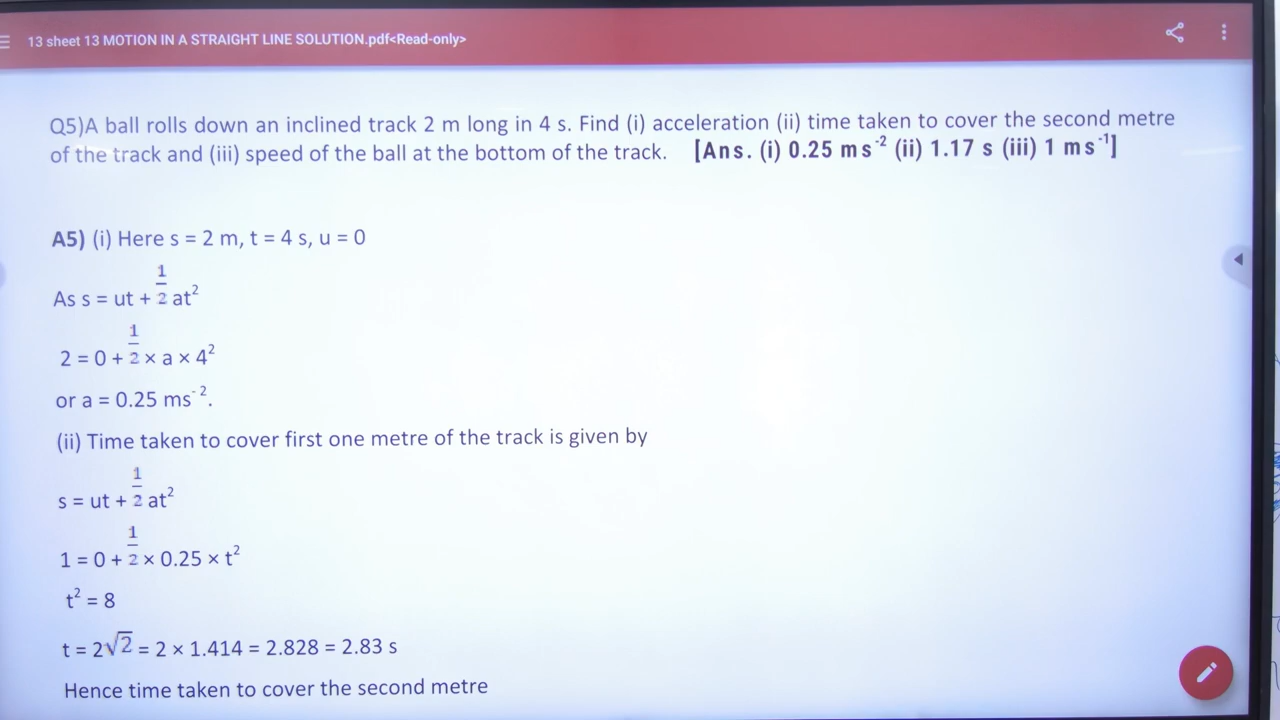 13 sheet 13 MOTION IN A STRAIGHT LINE SOLUTION.pdf<Read-only>
Q5)A ball rolls down an inclined track 2 m long in 4 s. Find (i) acceleration (ii) time taken to cover the second metre
of the track and (iii) speed of the ball at the bottom of the track. [Ans. (i) 0.25 ms⁻² (ii) 1.17 s (iii) 1 ms⁻¹]
A5) (i) Here s = 2 m, t = 4 s, u = 0
As s = ut + 1/2 at²
2 = 0 + 1/2 × a × 4²
or a = 0.25 ms⁻².
(ii) Time taken to cover first one metre of the track is given by
s = ut + 1/2 at²
1 = 0 + 1/2 × 0.25 × t²
t² = 8
t = 2√2 = 2 × 1.414 = 2.828 = 2.83 s
Hence time taken to cover the second metre